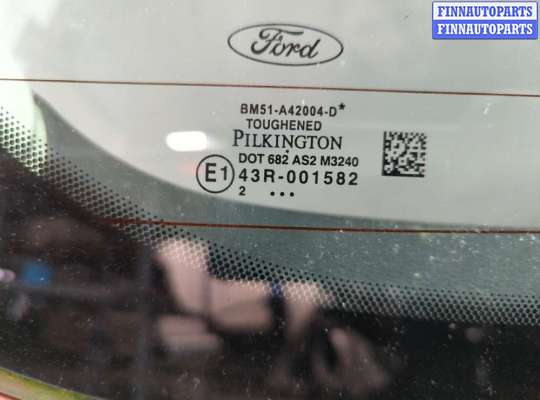 FINNAUTOPARTS
FINNAUTOPARTS
Ford
BM51-A42004-D*
TOUGHENED
PILKINGTON
DOT 682 AS2 M3240
E1 43R-001582
2 •••